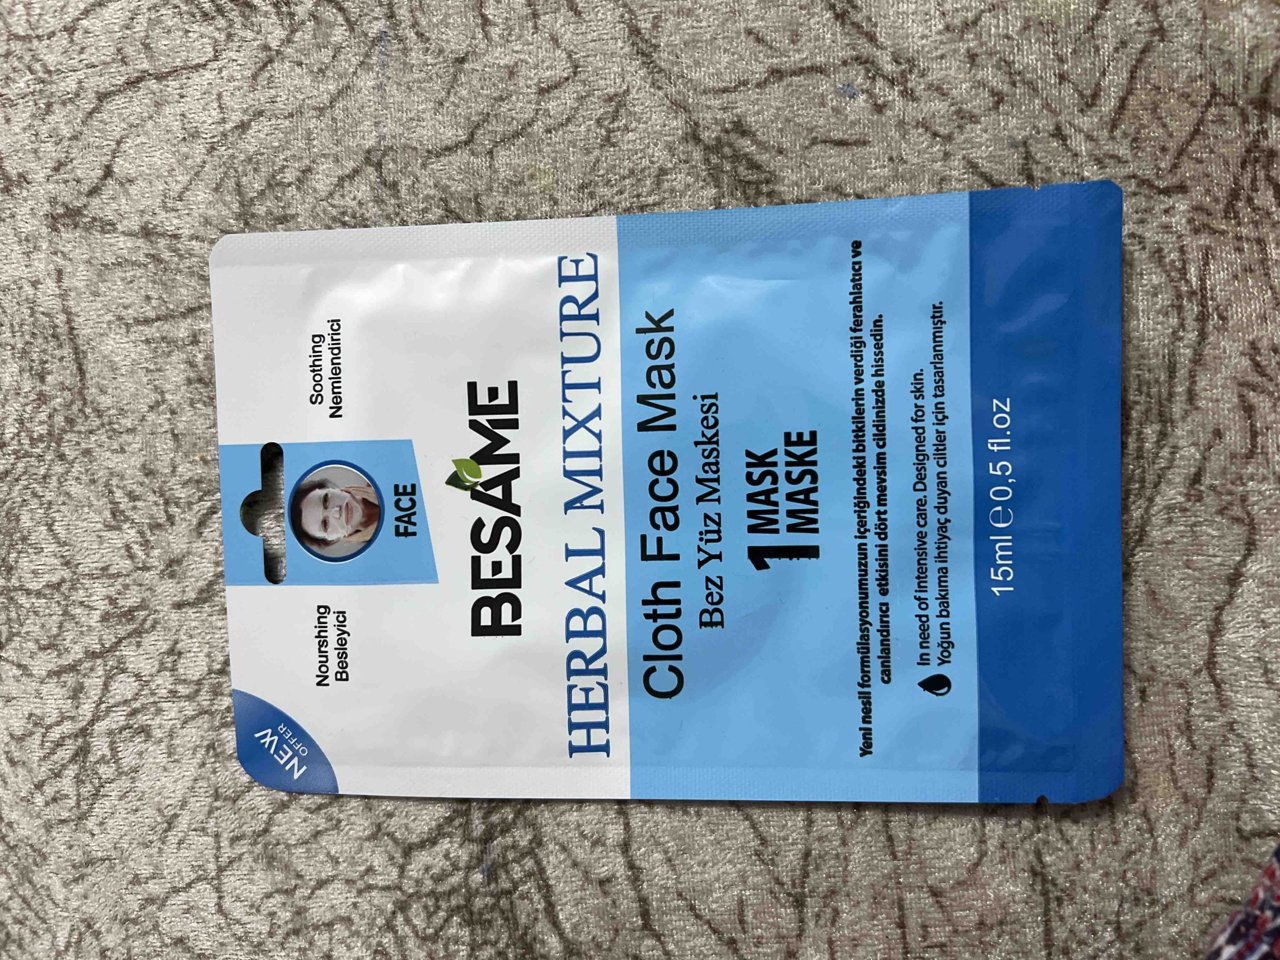 NEW
OFFER
Nourshing
Besleyici
FACE
Soothing
Nemlendirici
BESAME
HERBAL MIXTURE
Cloth Face Mask
Bez Yüz Maskesi
1 MASK
MASKE
Yeni nesil formülasyonumuzun içeriğindeki bitkilerin verdiği ferahlatıcı ve
canlandırıcı etkisini dört mevsim cildinizde hissedin.
In need of intensive care. Designed for skin.
Yoğun bakıma ihtiyaç duyan ciltler için tasarlanmıştır.
15ml ℮ 0,5 fl.oz